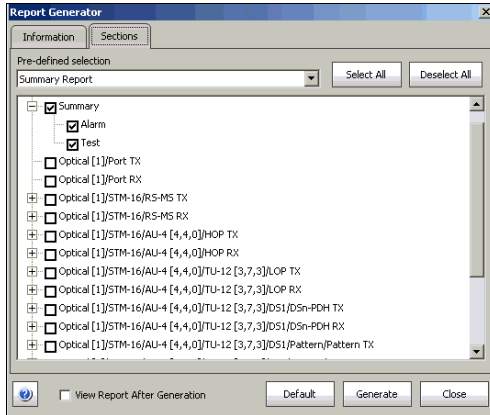 Report Generator
Information Sections
Pre-defined selection
Summary Report Select All Deselect All
Summary
Alarm
Test
Optical [1]/Port TX
Optical [1]/Port RX
Optical [1]/STM-16/RS-MS TX
Optical [1]/STM-16/RS-MS RX
Optical [1]/STM-16/AU-4 [4,4,0]/HOP TX
Optical [1]/STM-16/AU-4 [4,4,0]/HOP RX
Optical [1]/STM-16/AU-4 [4,4,0]/TU-12 [3,7,3]/LOP TX
Optical [1]/STM-16/AU-4 [4,4,0]/TU-12 [3,7,3]/LOP RX
Optical [1]/STM-16/AU-4 [4,4,0]/TU-12 [3,7,3]/DS1/DSn-PDH TX
Optical [1]/STM-16/AU-4 [4,4,0]/TU-12 [3,7,3]/DS1/DSn-PDH RX
Optical [1]/STM-16/AU-4 [4,4,0]/TU-12 [3,7,3]/DS1/Pattern/Pattern TX
View Report After Generation Default Generate Close